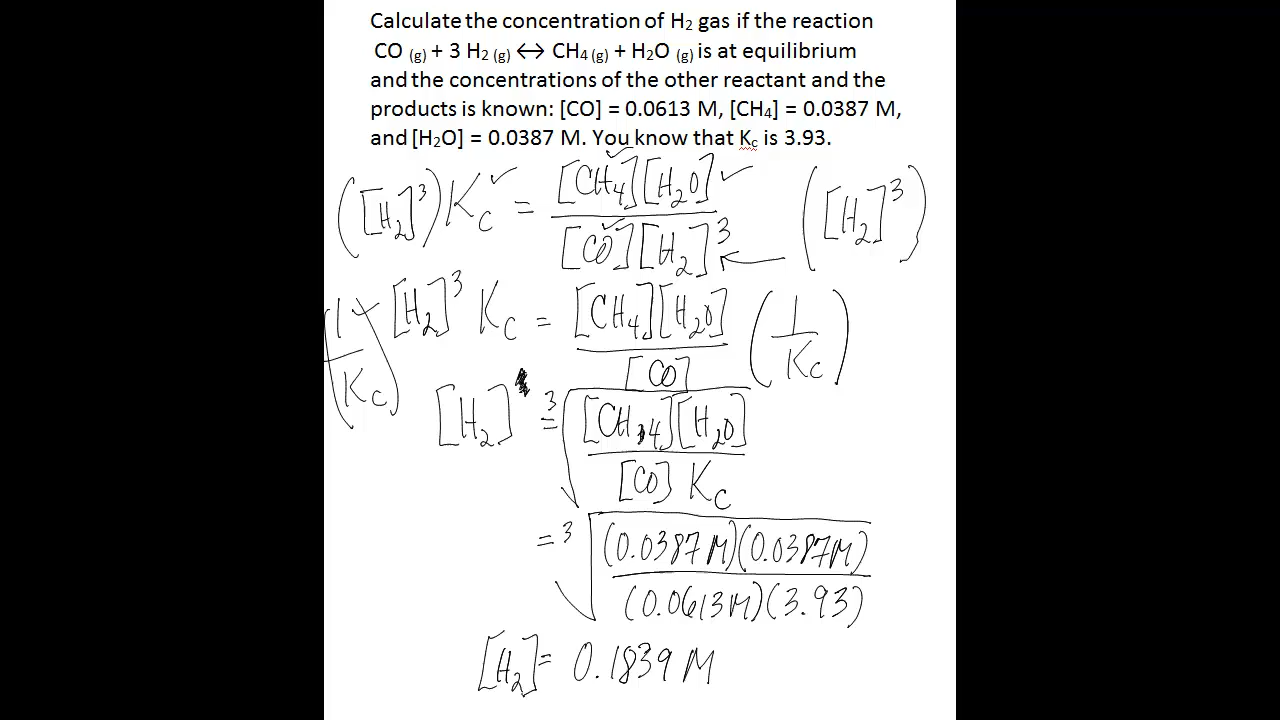 Calculate the concentration of H₂ gas if the reaction
CO (g) + 3 H₂ (g) ↔ CH₄ (g) + H₂O (g) is at equilibrium
and the concentrations of the other reactant and the
products is known: [CO] = 0.0613 M, [CH₄] = 0.0387 M,
and [H₂O] = 0.0387 M. You know that Kc is 3.93.
([H₂]³) Kc = [CH₄][H₂O] / [CO][H₂]³ ([H₂]³)
(1/Kc) [H₂]³ Kc = [CH₄][H₂O] / [CO] (1/Kc)
[H₂] = ³√([CH₄][H₂O] / [CO] Kc)
= ³√((0.0387 M)(0.0387 M) / (0.0613 M)(3.93))
[H₂] = 0.1839 M